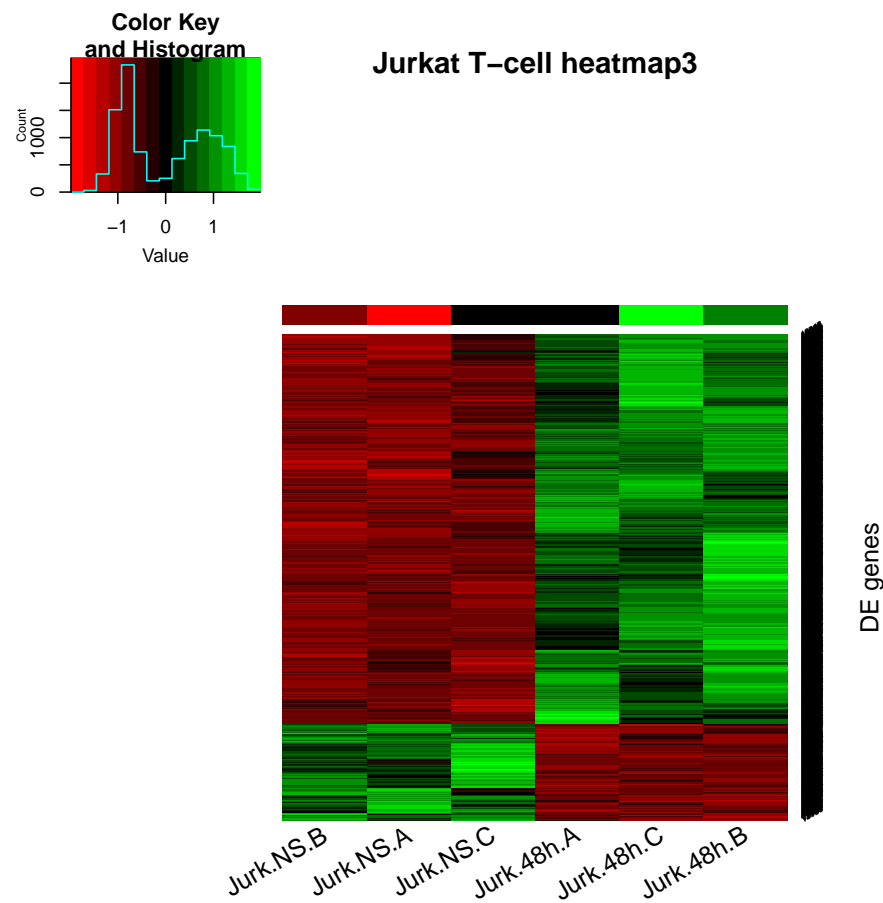 Color Key
and Histogram
Jurkat T−cell heatmap3
Count
0
1000
−1
0
1
Value
DE genes
Jurk.NS.B
Jurk.NS.A
Jurk.NS.C
Jurk.48h.A
Jurk.48h.C
Jurk.48h.B